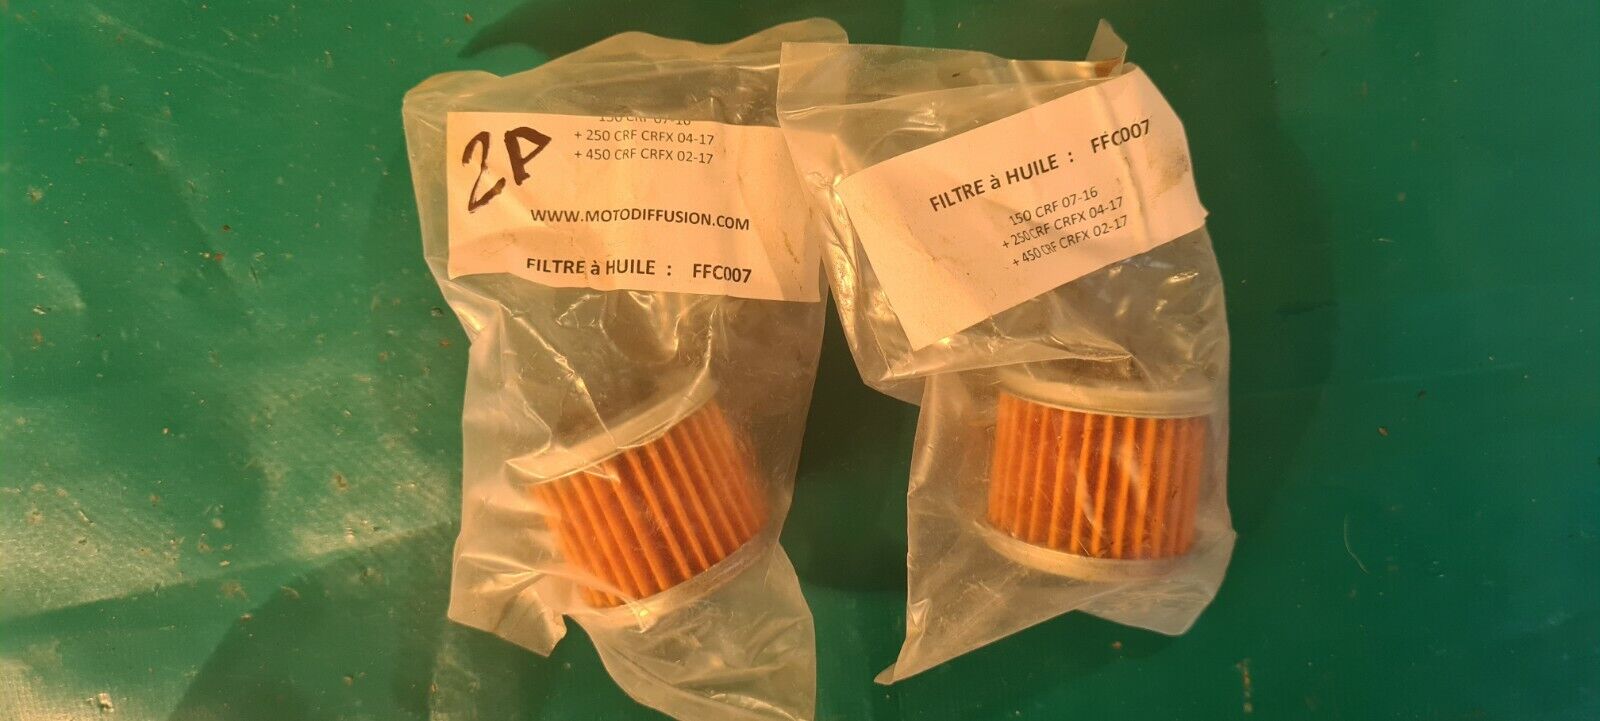 2P
150 CRF 07-16
+ 250 CRF CRFX 04-17
+ 450 CRF CRFX 02-17
WWW.MOTODIFFUSION.COM
FILTRE à HUILE : FFC007
FILTRE à HUILE : FFC007
150 CRF 07-16
+ 250 CRF CRFX 04-17
+ 450 CRF CRFX 02-17